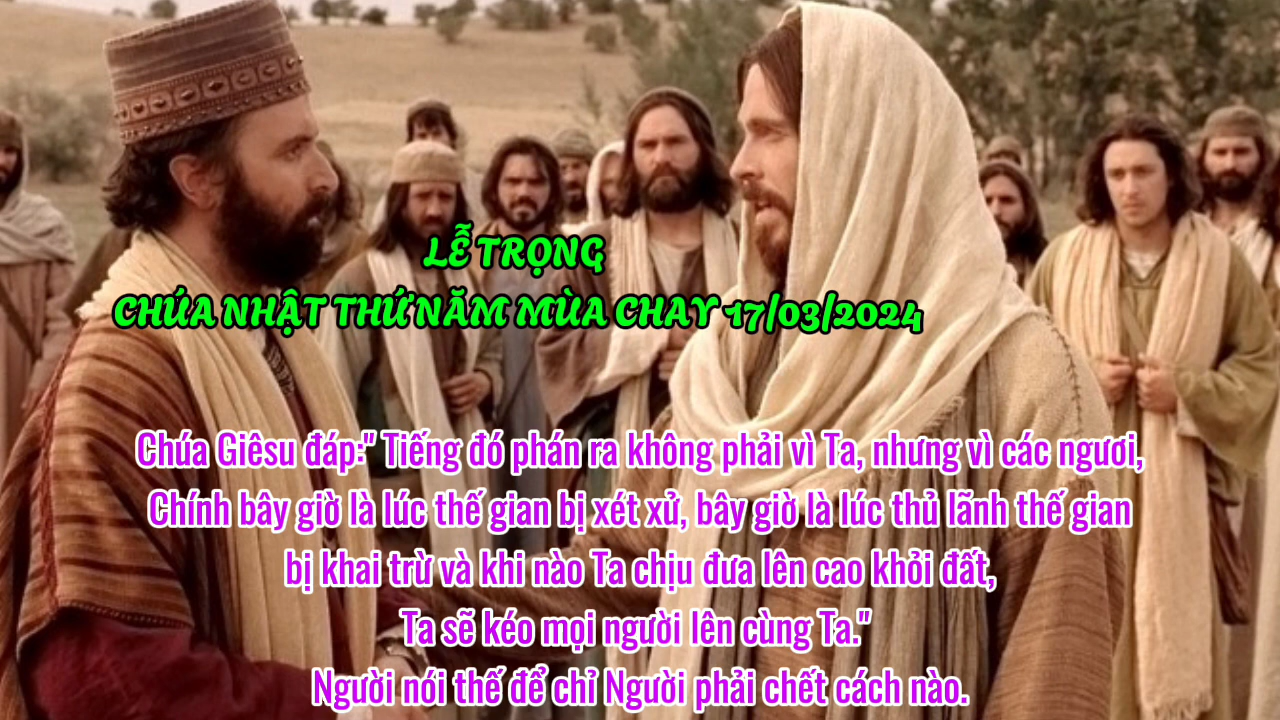 LỄ TRỌNG
CHÚA NHẬT THỨ NĂM MÙA CHAY 17/03/2024
Chúa Giêsu đáp:" Tiếng đó phán ra không phải vì Ta, nhưng vì các ngươi,
Chính bây giờ là lúc thế gian bị xét xử, bây giờ là lúc thủ lãnh thế gian
bị khai trừ và khi nào Ta chịu đưa lên cao khỏi đất,
Ta sẽ kéo mọi người lên cùng Ta."
Người nói thế để chỉ Người phải chết cách nào.